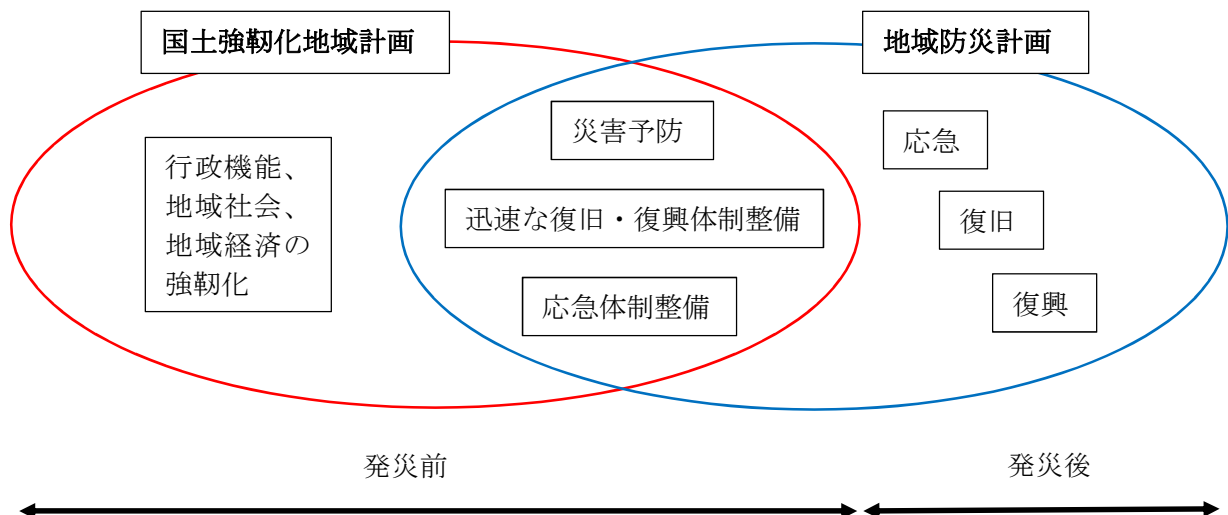 国土強靭化地域計画
地域防災計画
行政機能、
地域社会、
地域経済の
強靭化
災害予防
迅速な復旧・復興体制整備
応急体制整備
応急
復旧
復興
発災前
発災後